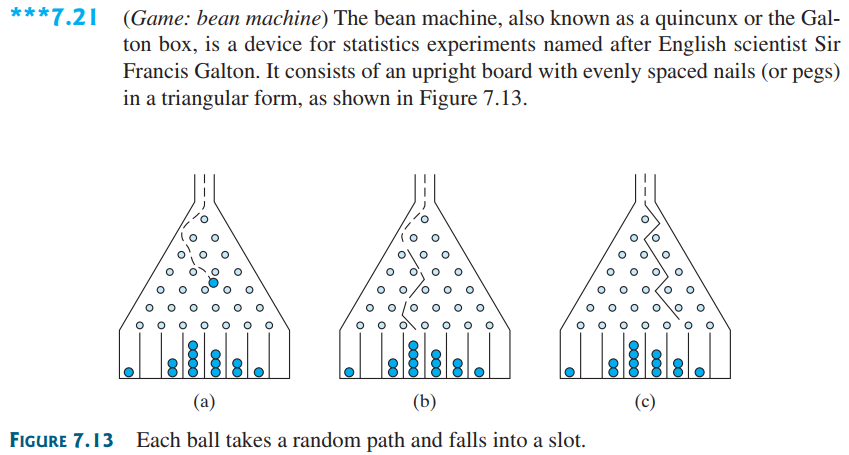 ***7.21 (Game: bean machine) The bean machine, also known as a quincunx or the Gal-
ton box, is a device for statistics experiments named after English scientist Sir
Francis Galton. It consists of an upright board with evenly spaced nails (or pegs)
in a triangular form, as shown in Figure 7.13.
(a) (b) (c)
FIGURE 7.13 Each ball takes a random path and falls into a slot.